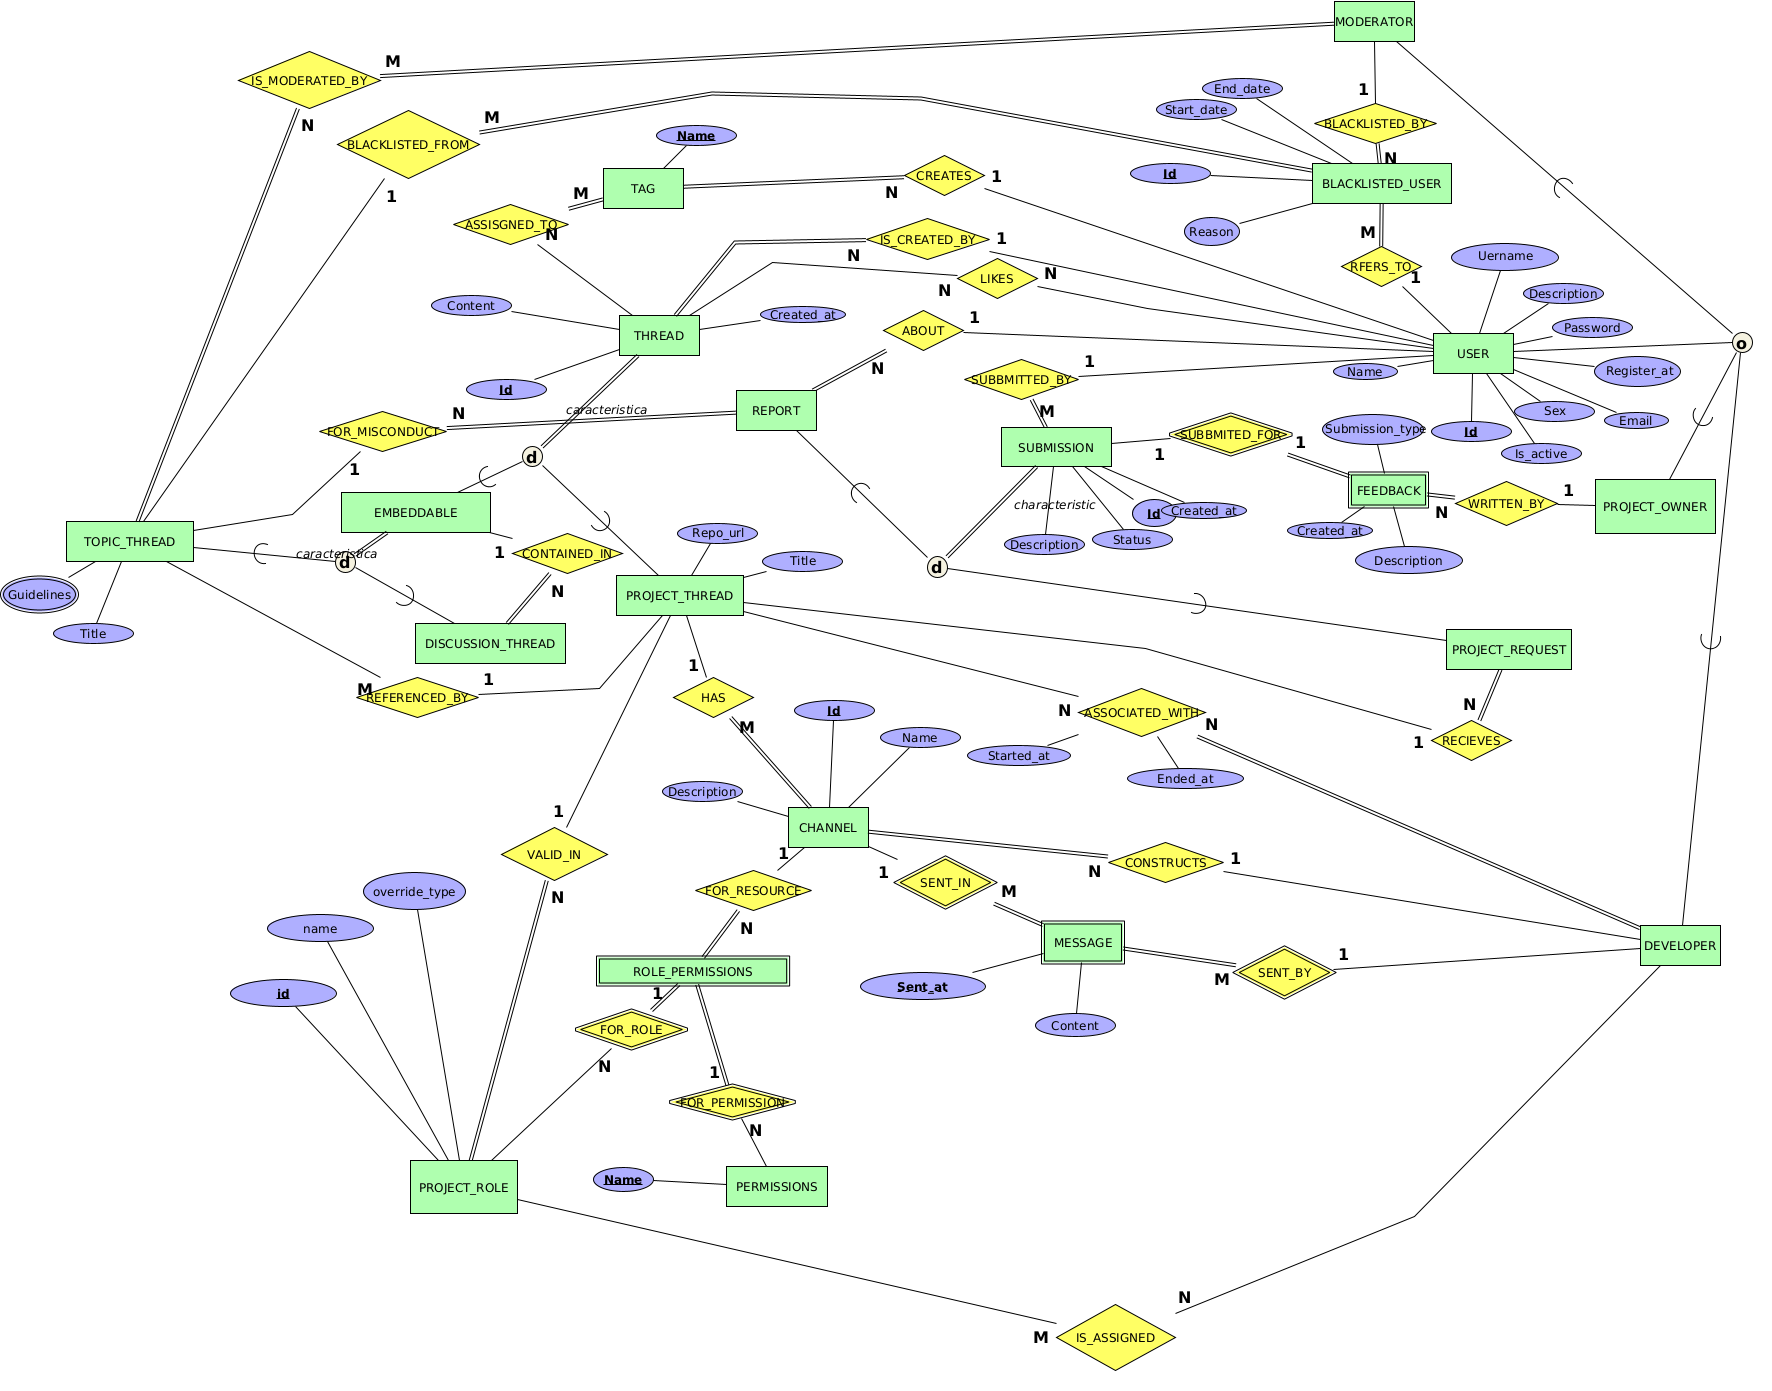 MODERATOR
M
IS_MODERATED_BY
N
End_date
Start_date
1
BLACKLISTED_BY
N
M
BLACKLISTED_FROM
1
Name
TAG
M
N
CREATES
1
Id
BLACKLISTED_USER
Reason
M
RFERS_TO
1
ASSISGNED_TO
N
IS_CREATED_BY
1
N
LIKES
N
N
Uername
Description
Password
Register_at
Name
USER
Sex
Email
Id
Is_active
o
Content
Created_at
THREAD
Id
ABOUT
1
N
SUBBMITTED_BY
1
M
caracteristica
REPORT
FOR_MISCONDUCT
N
1
d
SUBMISSION
SUBBMITED_FOR
1
1
Submission_type
FEEDBACK
N
WRITTEN_BY
1
PROJECT_OWNER
Created_at
Description
characteristic
Id
Created_at
Description
Status
EMBEDDABLE
TOPIC_THREAD
caracteristica
d
1
CONTAINED_IN
N
Repo_url
Title
PROJECT_THREAD
d
Guidelines
Title
DISCUSSION_THREAD
PROJECT_REQUEST
N
RECIEVES
1
M
REFERENCED_BY
1
1
HAS
M
Id
Name
Description
CHANNEL
N
ASSOCIATED_WITH
N
Started_at
Ended_at
1
VALID_IN
N
override_type
name
id
1
FOR_RESOURCE
N
1
SENT_IN
M
N
CONSTRUCTS
1
MESSAGE
Sent_at
Content
M
SENT_BY
1
DEVELOPER
ROLE_PERMISSIONS
1
FOR_ROLE
N
1
FOR_PERMISSION
N
Name
PERMISSIONS
PROJECT_ROLE
M
IS_ASSIGNED
N